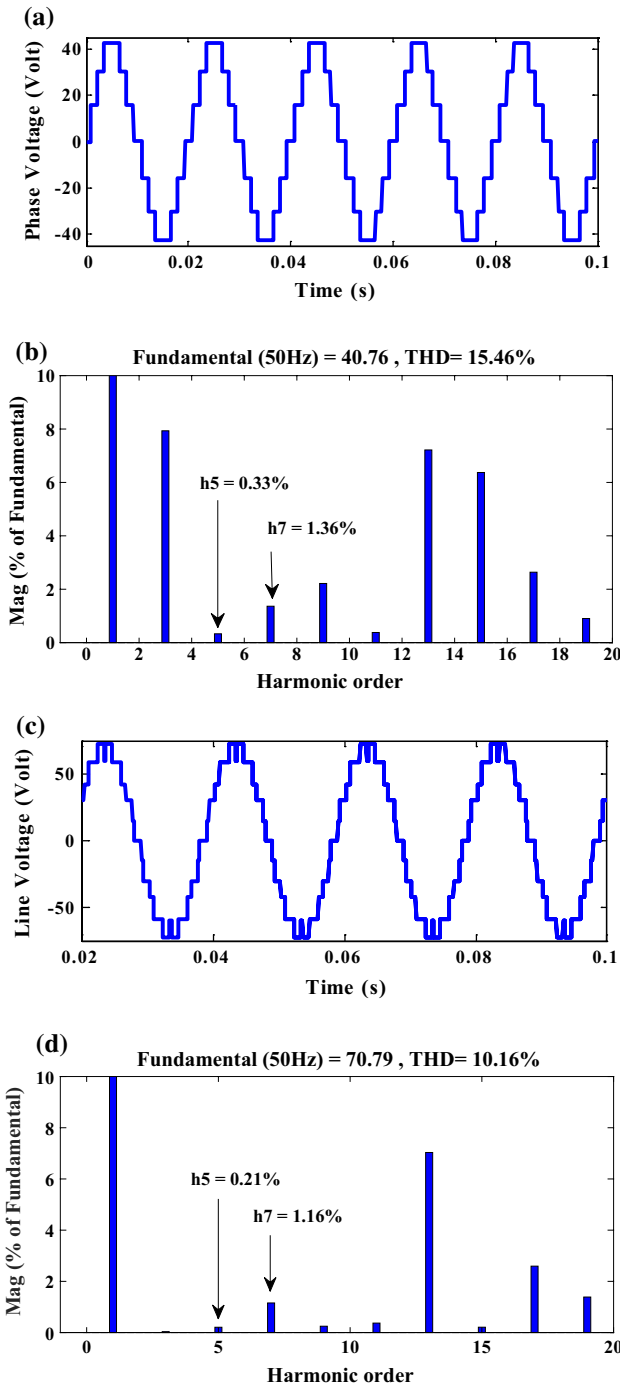 (a)
Phase Voltage (Volt)
40
20
0
-20
-40
0 0.02 0.04 0.06 0.08 0.1
Time (s)
(b)
Fundamental (50Hz) = 40.76 , THD= 15.46%
Mag (% of Fundamental)
10
8
6
4
2
0
h5 = 0.33%
h7 = 1.36%
0 2 4 6 8 10 12 14 16 18 20
Harmonic order
(c)
Line Voltage (Volt)
50
0
-50
0.02 0.04 0.06 0.08 0.1
Time (s)
(d)
Fundamental (50Hz) = 70.79 , THD= 10.16%
Mag (% of Fundamental)
10
8
6
4
2
0
h5 = 0.21%
h7 = 1.16%
0 5 10 15 20
Harmonic order